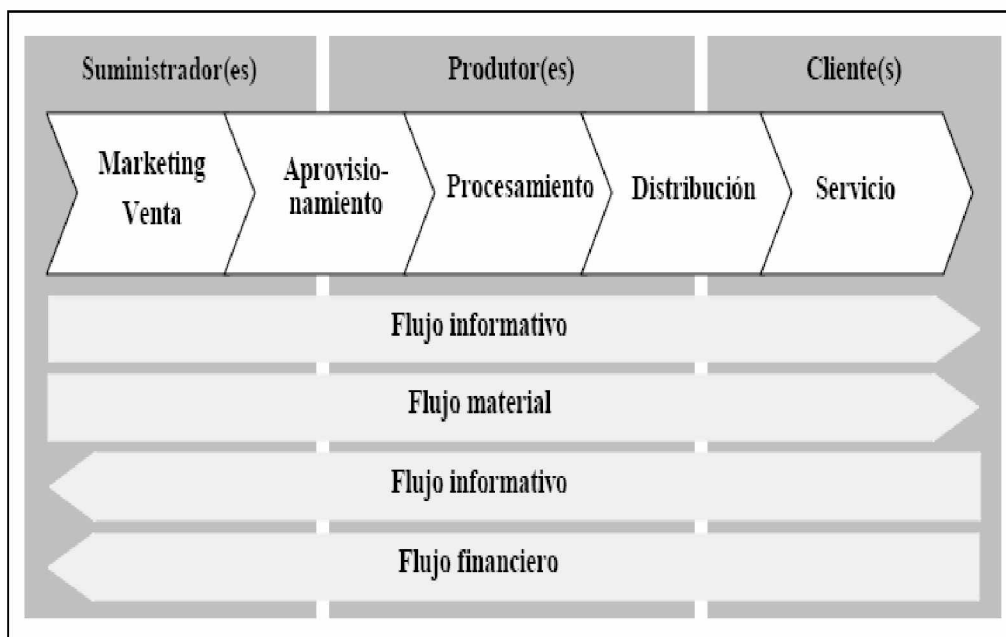 Suministrador(es)
Produtor(es)
Cliente(s)
Marketing
Venta
Aprovisio-
namiento
Procesamiento
Distribución
Servicio
Flujo informativo
Flujo material
Flujo informativo
Flujo financiero